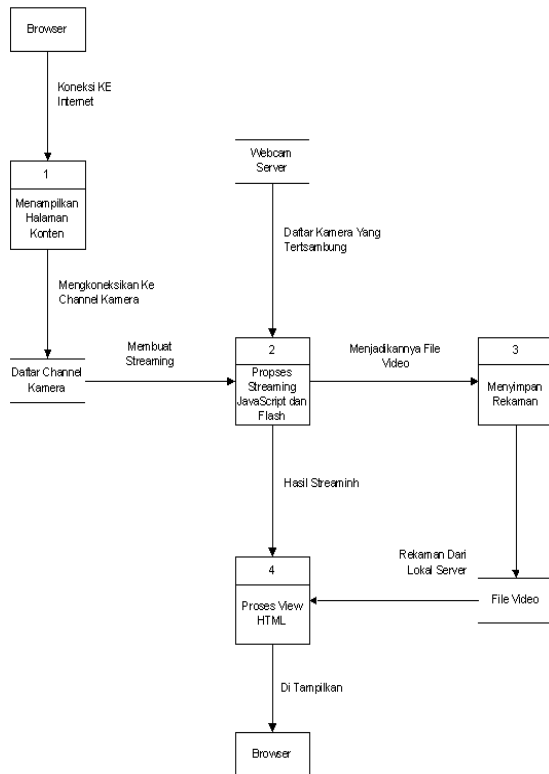 Browser
Koneksi KE
Internet
1
Menampilkan
Halaman
Konten
Webcam
Server
Daftar Kamera Yang
Tertsambung
Mengkoneksikan Ke
Channel Kamera
Daftar Channel
Kamera
Membuat
Streaming
2
Propses
Streaming
JavaScript dan
Flash
Menjadikannya File
Video
3
Menyimpan
Rekaman
Hasil Streaminh
Rekaman Dari
Lokal Server
File Video
4
Proses View
HTML
Di Tampilkan
Browser